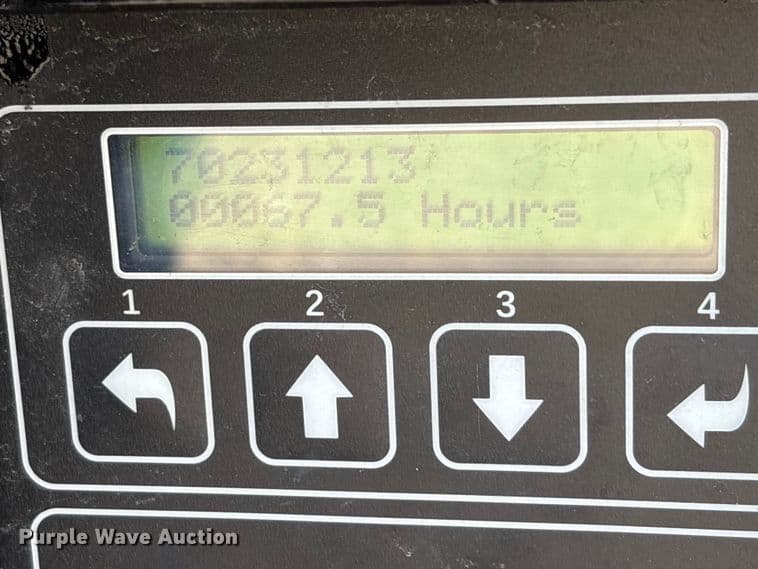 70231213
00067.5 Hours
1 2 3 4
Purple Wave Auction